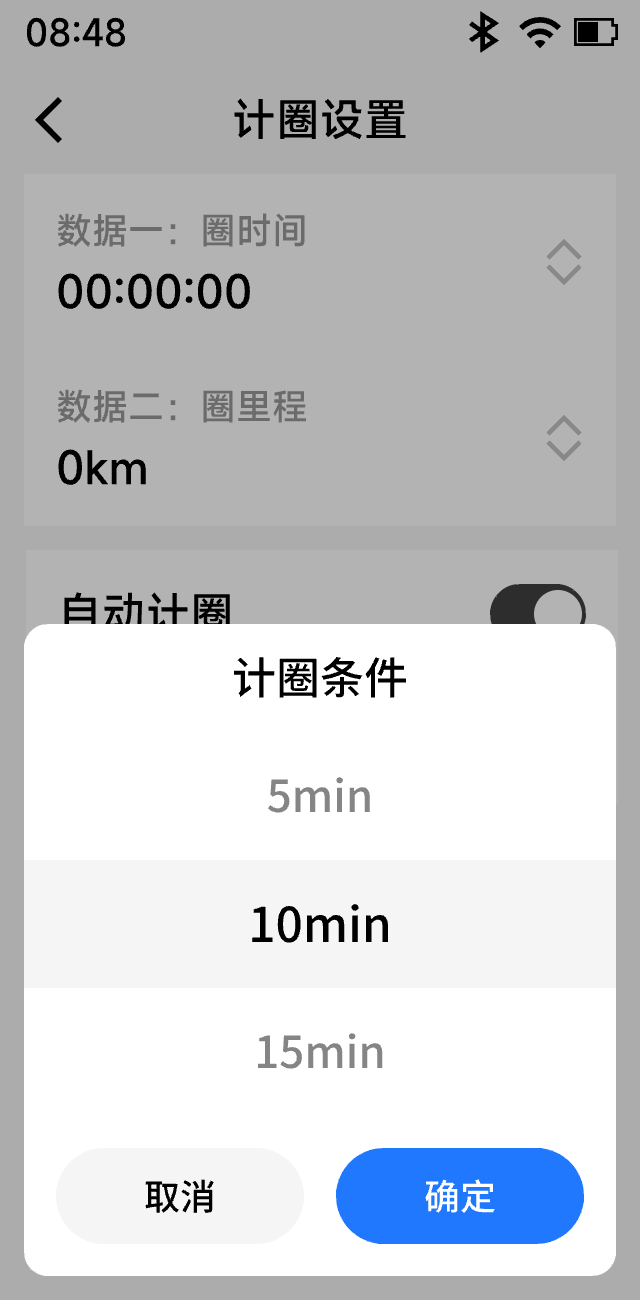 08:48
计圈设置
数据一：圈时间
00:00:00
数据二：圈里程
0km
自动计圈
计圈条件
5min
10min
15min
取消
确定